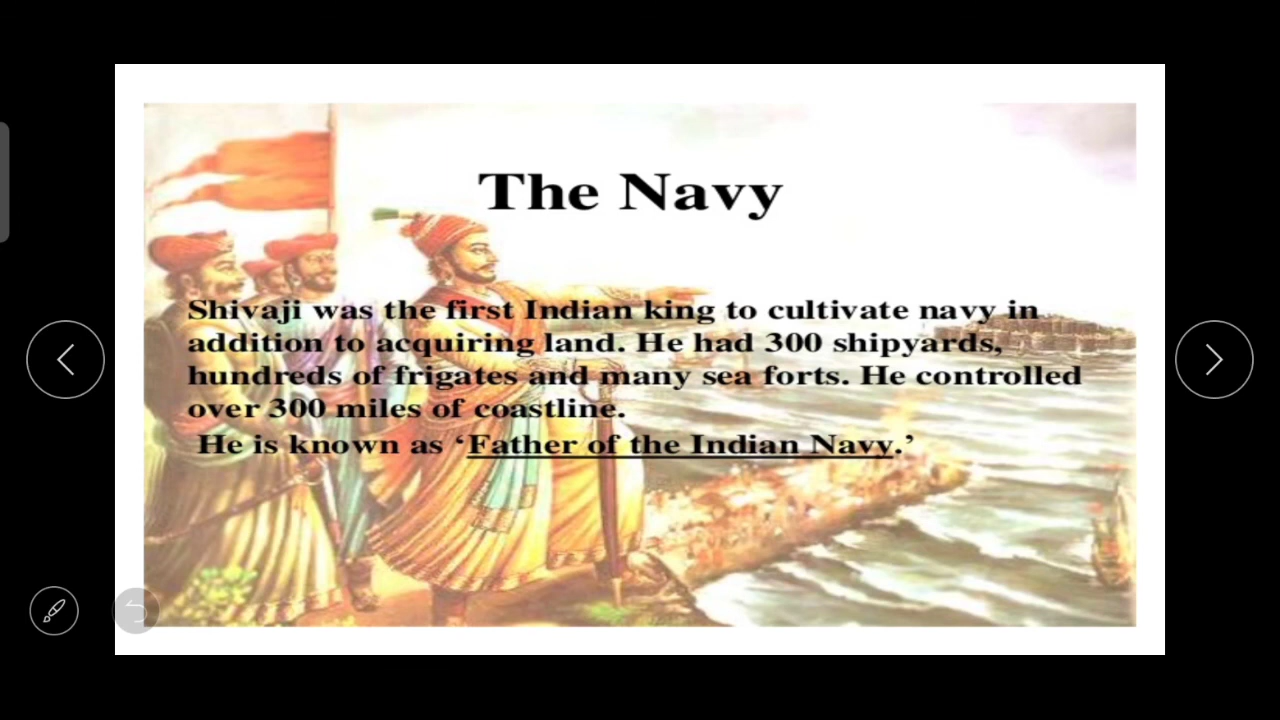 The Navy
Shivaji was the first Indian king to cultivate navy in
addition to acquiring land. He had 300 shipyards,
hundreds of frigates and many sea forts. He controlled
over 300 miles of coastline.
He is known as ‘Father of the Indian Navy.’